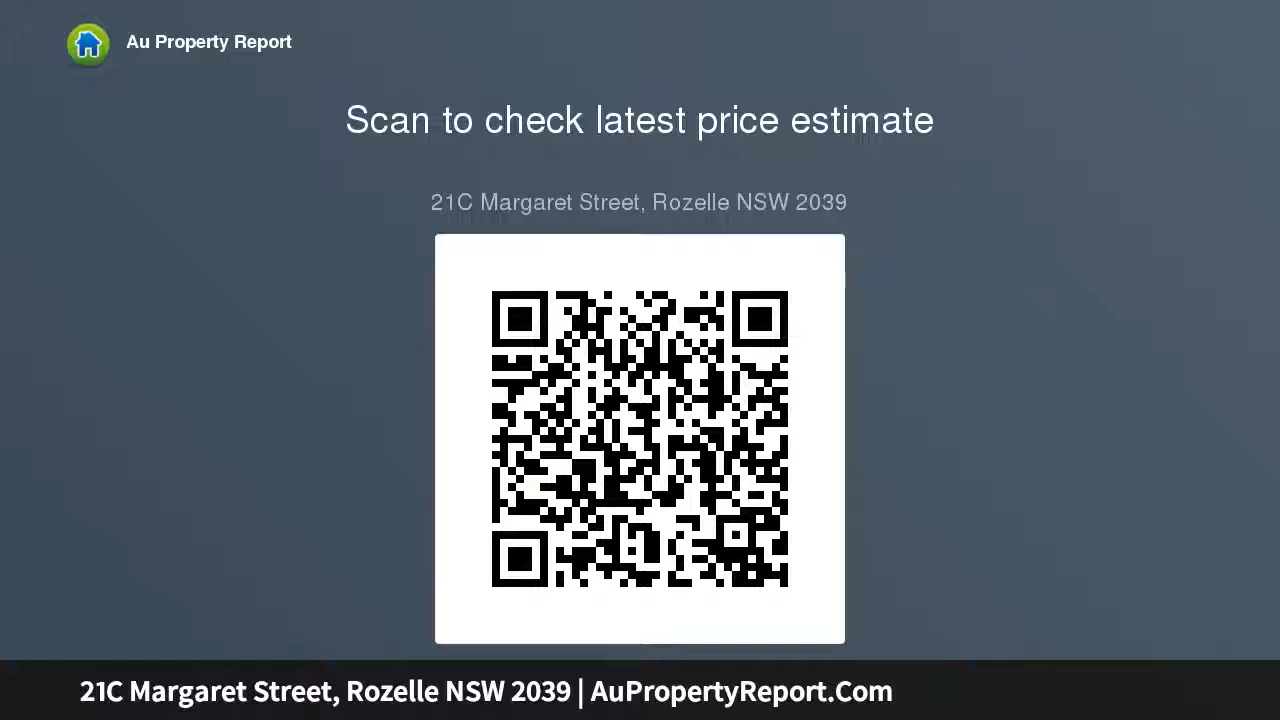 Au Property Report
Scan to check latest price estimate
21C Margaret Street, Rozelle NSW 2039
21C Margaret Street, Rozelle NSW 2039 | AuPropertyReport.Com